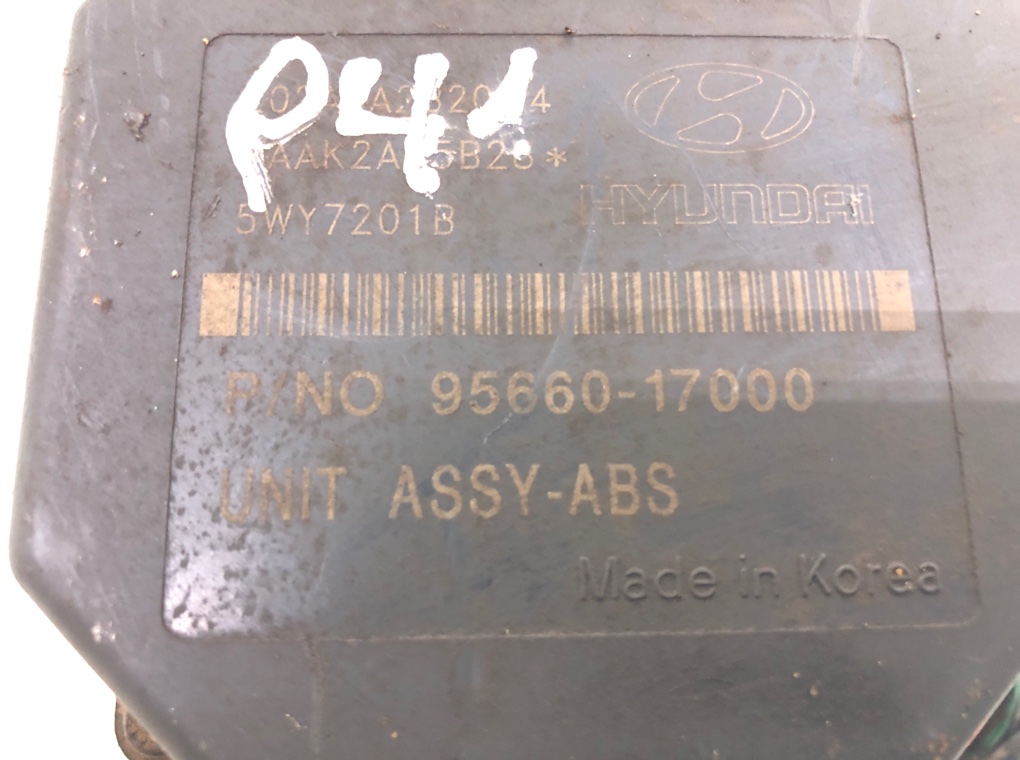 P41
5WY7201B
HYUNDAI
P/NO 95660-17000
UNIT ASSY-ABS
Made in Korea